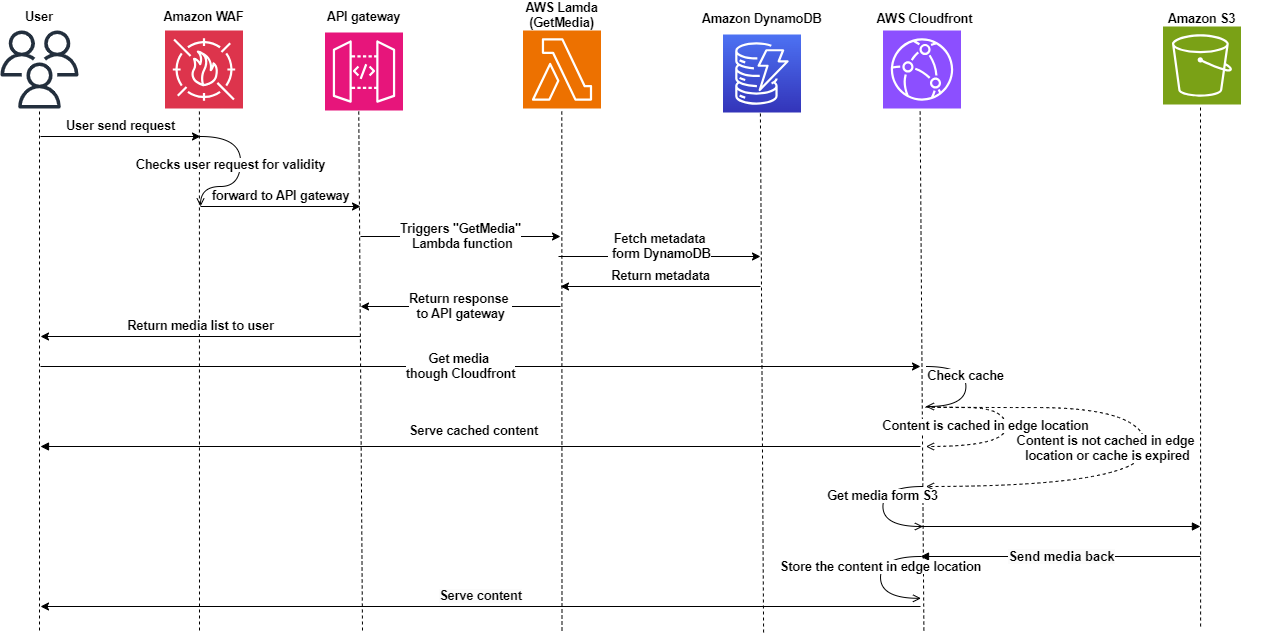 User
Amazon WAF
API gateway
AWS Lamda
(GetMedia)
Amazon DynamoDB
AWS Cloudfront
Amazon S3
</>
User send request
Checks user request for validity
forward to API gateway
Triggers "GetMedia"
Lambda function
Fetch metadata
form DynamoDB
Return metadata
Return response
to API gateway
Return media list to user
Get media
though Cloudfront
Check cache
Content is cached in edge location
Serve cached content
Content is not cached in edge
location or cache is expired
Get media form S3
Send media back
Store the content in edge location
Serve content